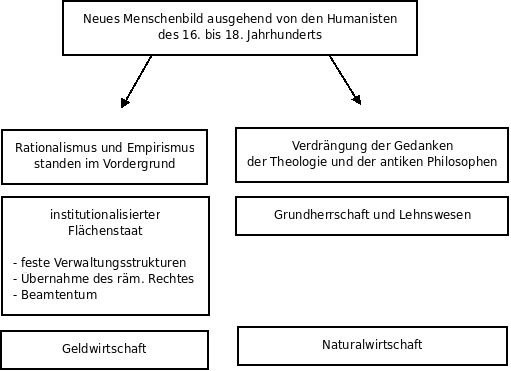 Neues Menschenbild ausgehend von den Humanisten
des 16. bis 18. Jahrhunderts
Rationalismus und Empirismus
standen im Vordergrund
Verdrängung der Gedanken
der Theologie und der antiken Philosophen
institutionalisierter
Flächenstaat
- feste Verwaltungsstrukturen
- Übernahme des räm. Rechtes
- Beamtentum
Grundherrschaft und Lehnswesen
Geldwirtschaft
Naturalwirtschaft